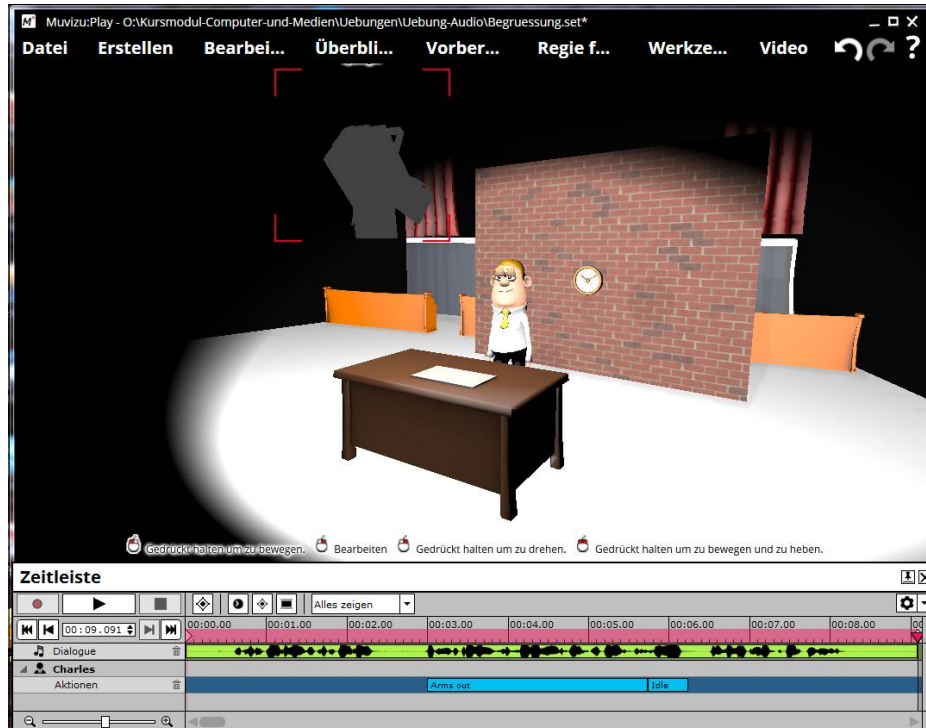 Muvizu:Play - O:\Kursmodul-Computer-und-Medien\Uebungen\Uebung-Audio\Begruessung.set*
Datei Erstellen Bearbei... Überbli... Vorber... Regie f... Werkze... Video ?
Gedrückt halten um zu bewegen. Bearbeiten Gedrückt halten um zu drehen. Gedrückt halten um zu bewegen und zu heben.
Zeitleiste
Alles zeigen
00:09.091 00:00.00 00:01.00 00:02.00 00:03.00 00:04.00 00:05.00 00:06.00 00:07.00 00:08.00
Dialogue
Charles
Aktionen Arms out Idle